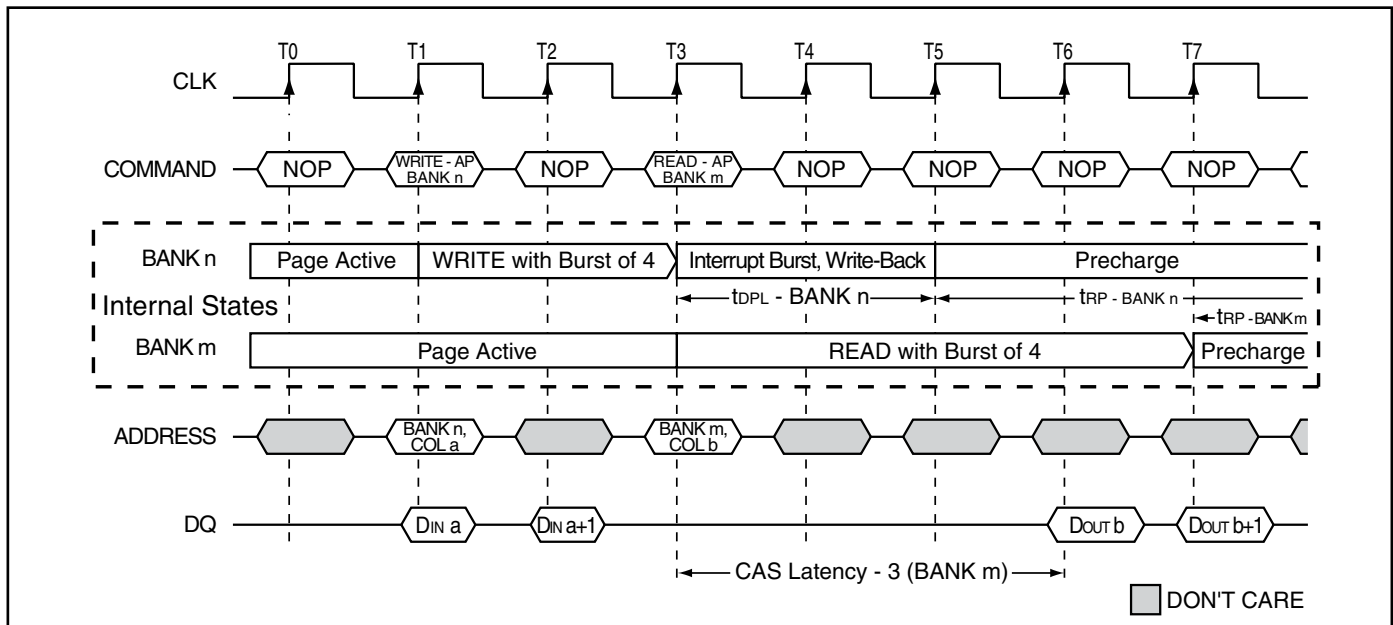 T0 T1 T2 T3 T4 T5 T6 T7
CLK
COMMAND NOP WRITE - AP BANK n NOP READ - AP BANK m NOP NOP NOP NOP
BANK n Page Active WRITE with Burst of 4 Interrupt Burst, Write-Back Precharge
tDPL - BANK n tRP - BANK n
Internal States
tRP - BANK m
BANK m Page Active READ with Burst of 4 Precharge
ADDRESS BANK n, COL a BANK m, COL b
DQ DIN a DIN a+1 DOUT b DOUT b+1
CAS Latency - 3 (BANK m)
DON'T CARE